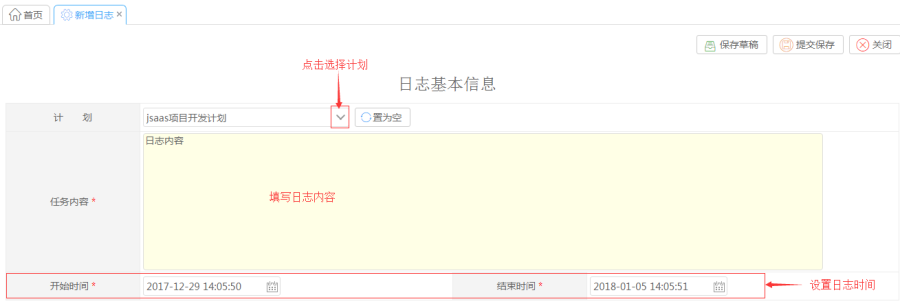 首页 新增日志 ×
保存草稿 提交保存 关闭
点击选择计划
日志基本信息
计 划 jsaas项目开发计划 置为空
日志内容
任务内容 * 填写日志内容
开始时间 * 2017-12-29 14:05:50 结束时间 * 2018-01-05 14:05:51 设置日志时间